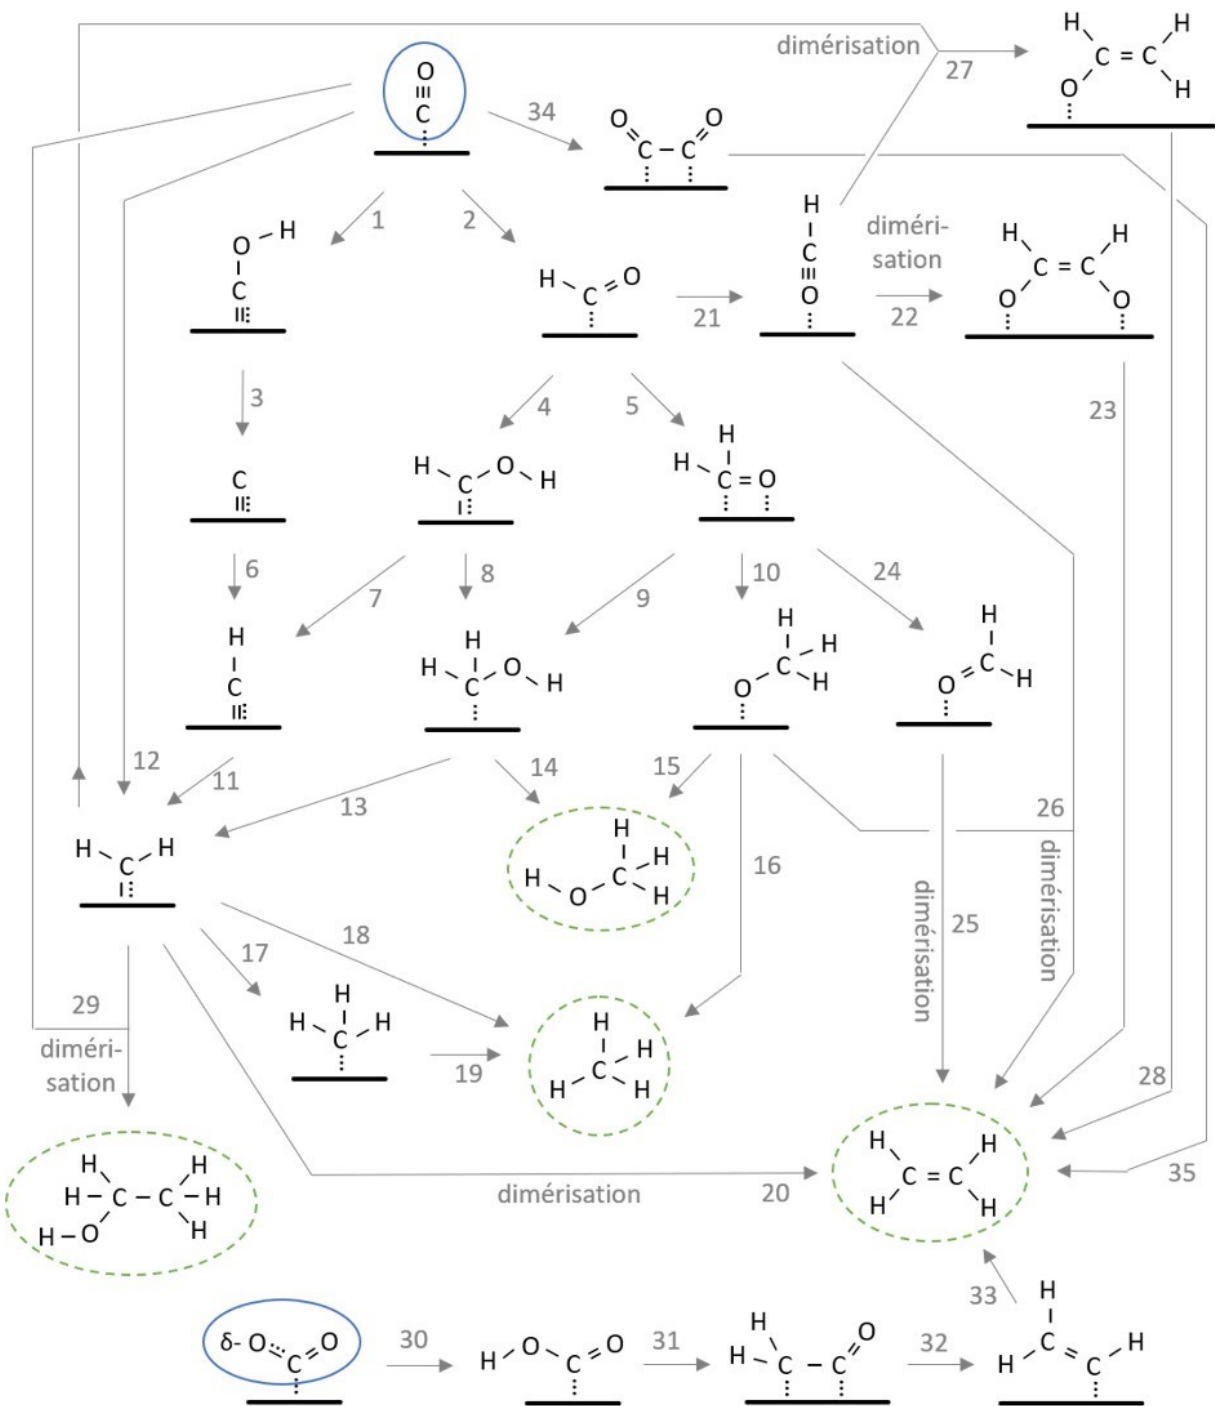 dimérisation
27
H
H
C = C
O
H
O
C
34
O
O
C – C
1
2
O – H
C
H
C
O
21
H
C
O
diméri-
sation
22
H
H
C = C
O
O
3
4
5
23
C
H
C
O
H
H
H
C = O
6
7
8
9
10
24
H
C
H
H
C
O
H
H
H
C
H
O
H
H
C
O
12
11
13
14
15
16
25
dimérisation
26
dimérisation
H
H
C
H
H
H
O
C
H
17
18
29
diméri-
sation
H
H
H
C
19
H
H
C
H
H
28
35
H
H
H – C – C – H
H – O
H
dimérisation
20
H
H
C = C
H
H
33
δ- O
O
C
30
H
O
C
O
31
H
H
C – C
O
32
H
C
H
H
C